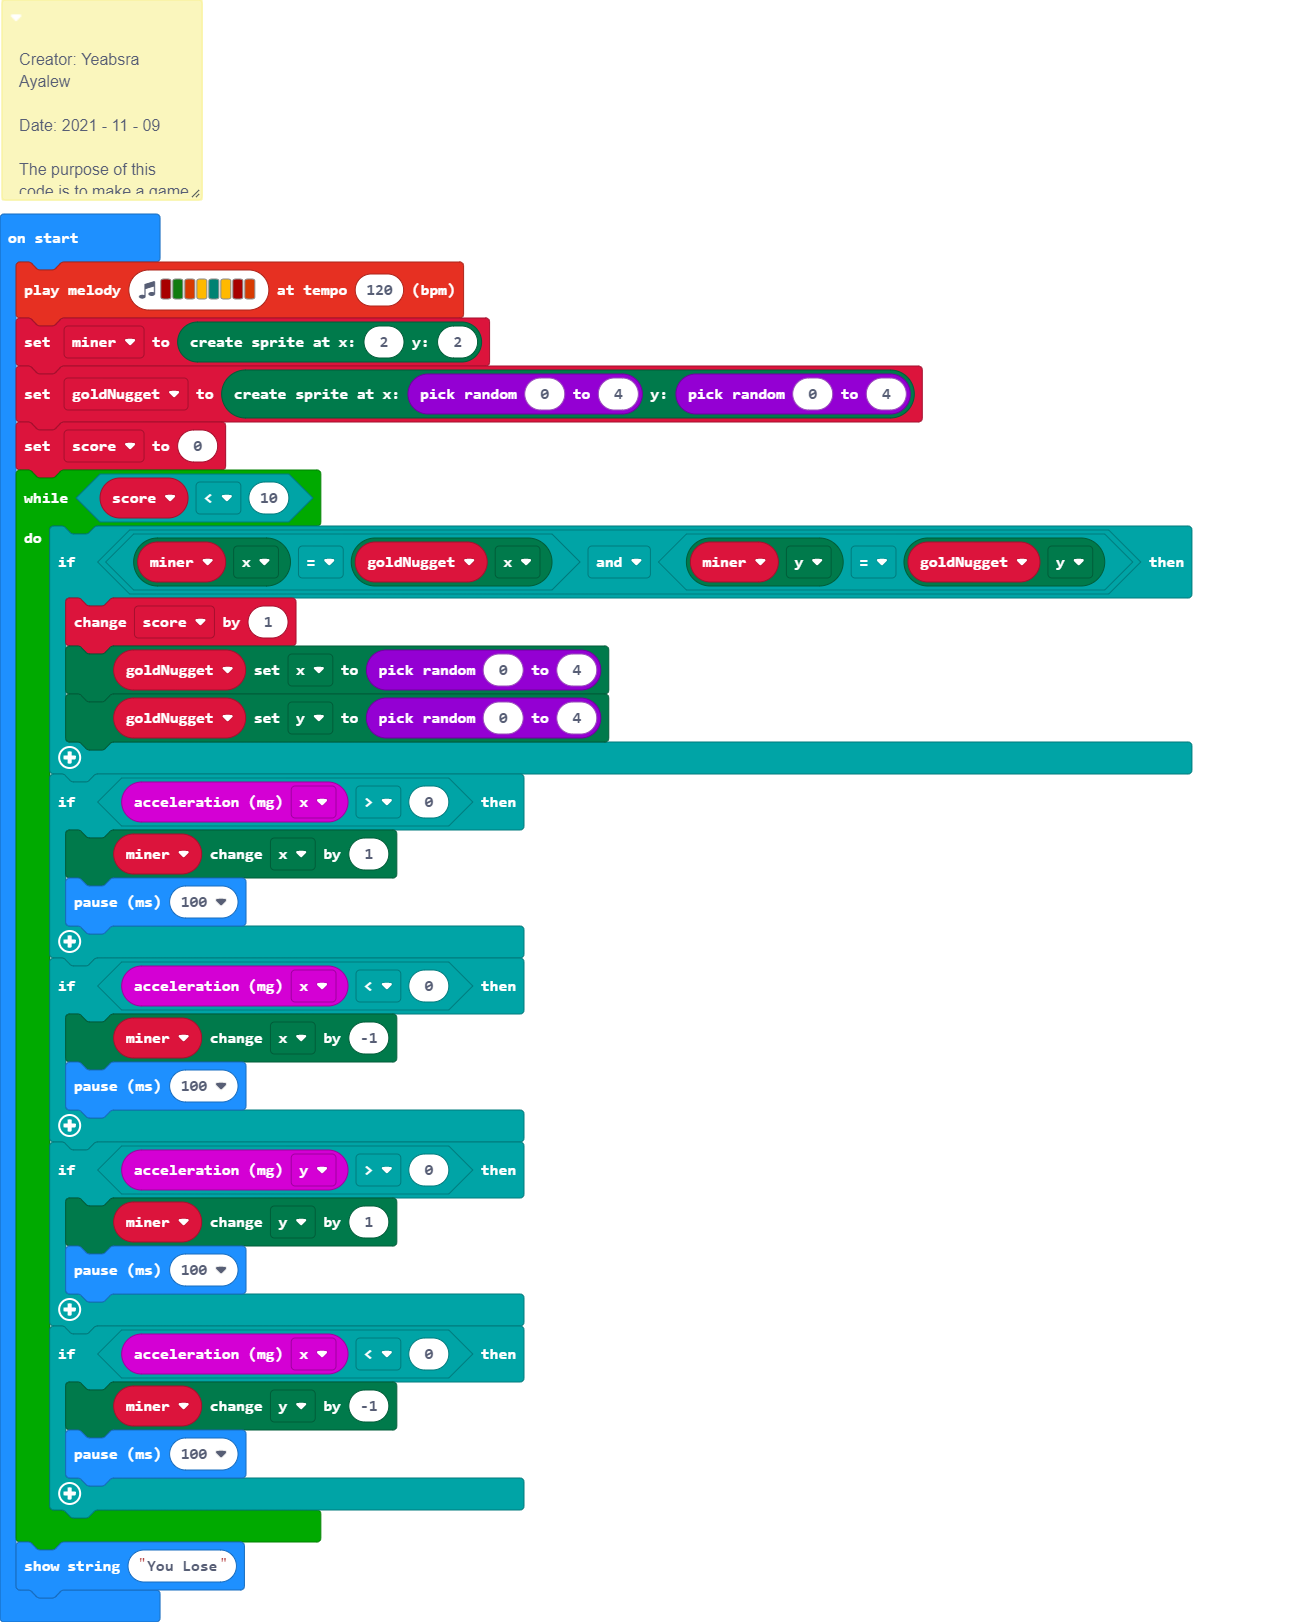 Creator: Yeabsra
Ayalew
Date: 2021 - 11 - 09
The purpose of this
code is to make a game
on start
play melody at tempo 120 (bpm)
set miner to create sprite at x: 2 y: 2
set goldNugget to create sprite at x: pick random 0 to 4 y: pick random 0 to 4
set score to 0
while score < 10
do
if miner x = goldNugget x and miner y = goldNugget y then
change score by 1
goldNugget set x to pick random 0 to 4
goldNugget set y to pick random 0 to 4
if acceleration (mg) x > 0 then
miner change x by 1
pause (ms) 100
if acceleration (mg) x < 0 then
miner change x by -1
pause (ms) 100
if acceleration (mg) y > 0 then
miner change y by 1
pause (ms) 100
if acceleration (mg) x < 0 then
miner change y by -1
pause (ms) 100
show string "You Lose"